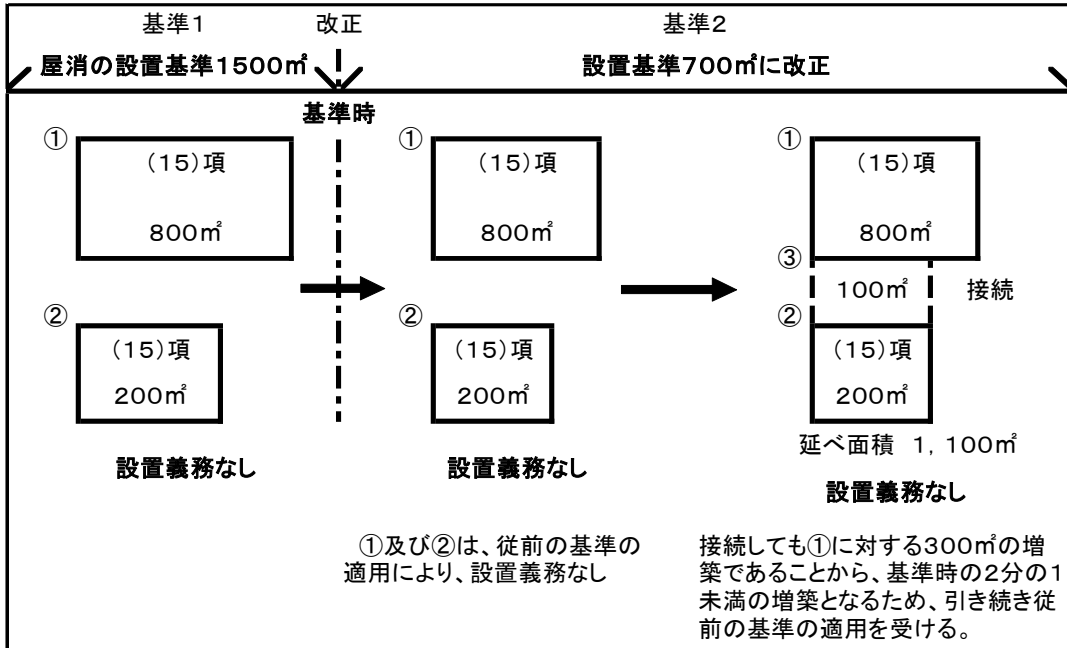 基準1 改正 基準2
屋消の設置基準1500㎡ 設置基準700㎡に改正
基準時
① ① ①
(15)項 (15)項 (15)項
800㎡ 800㎡ 800㎡
③
100㎡ 接続
② ② ②
(15)項 (15)項 (15)項
200㎡ 200㎡ 200㎡
延べ面積 1,100㎡
設置義務なし 設置義務なし 設置義務なし
①及び②は、従前の基準の
適用により、設置義務なし
接続しても①に対する300㎡の増
築であることから、基準時の2分の1
未満の増築となるため、引き続き従
前の基準の適用を受ける。